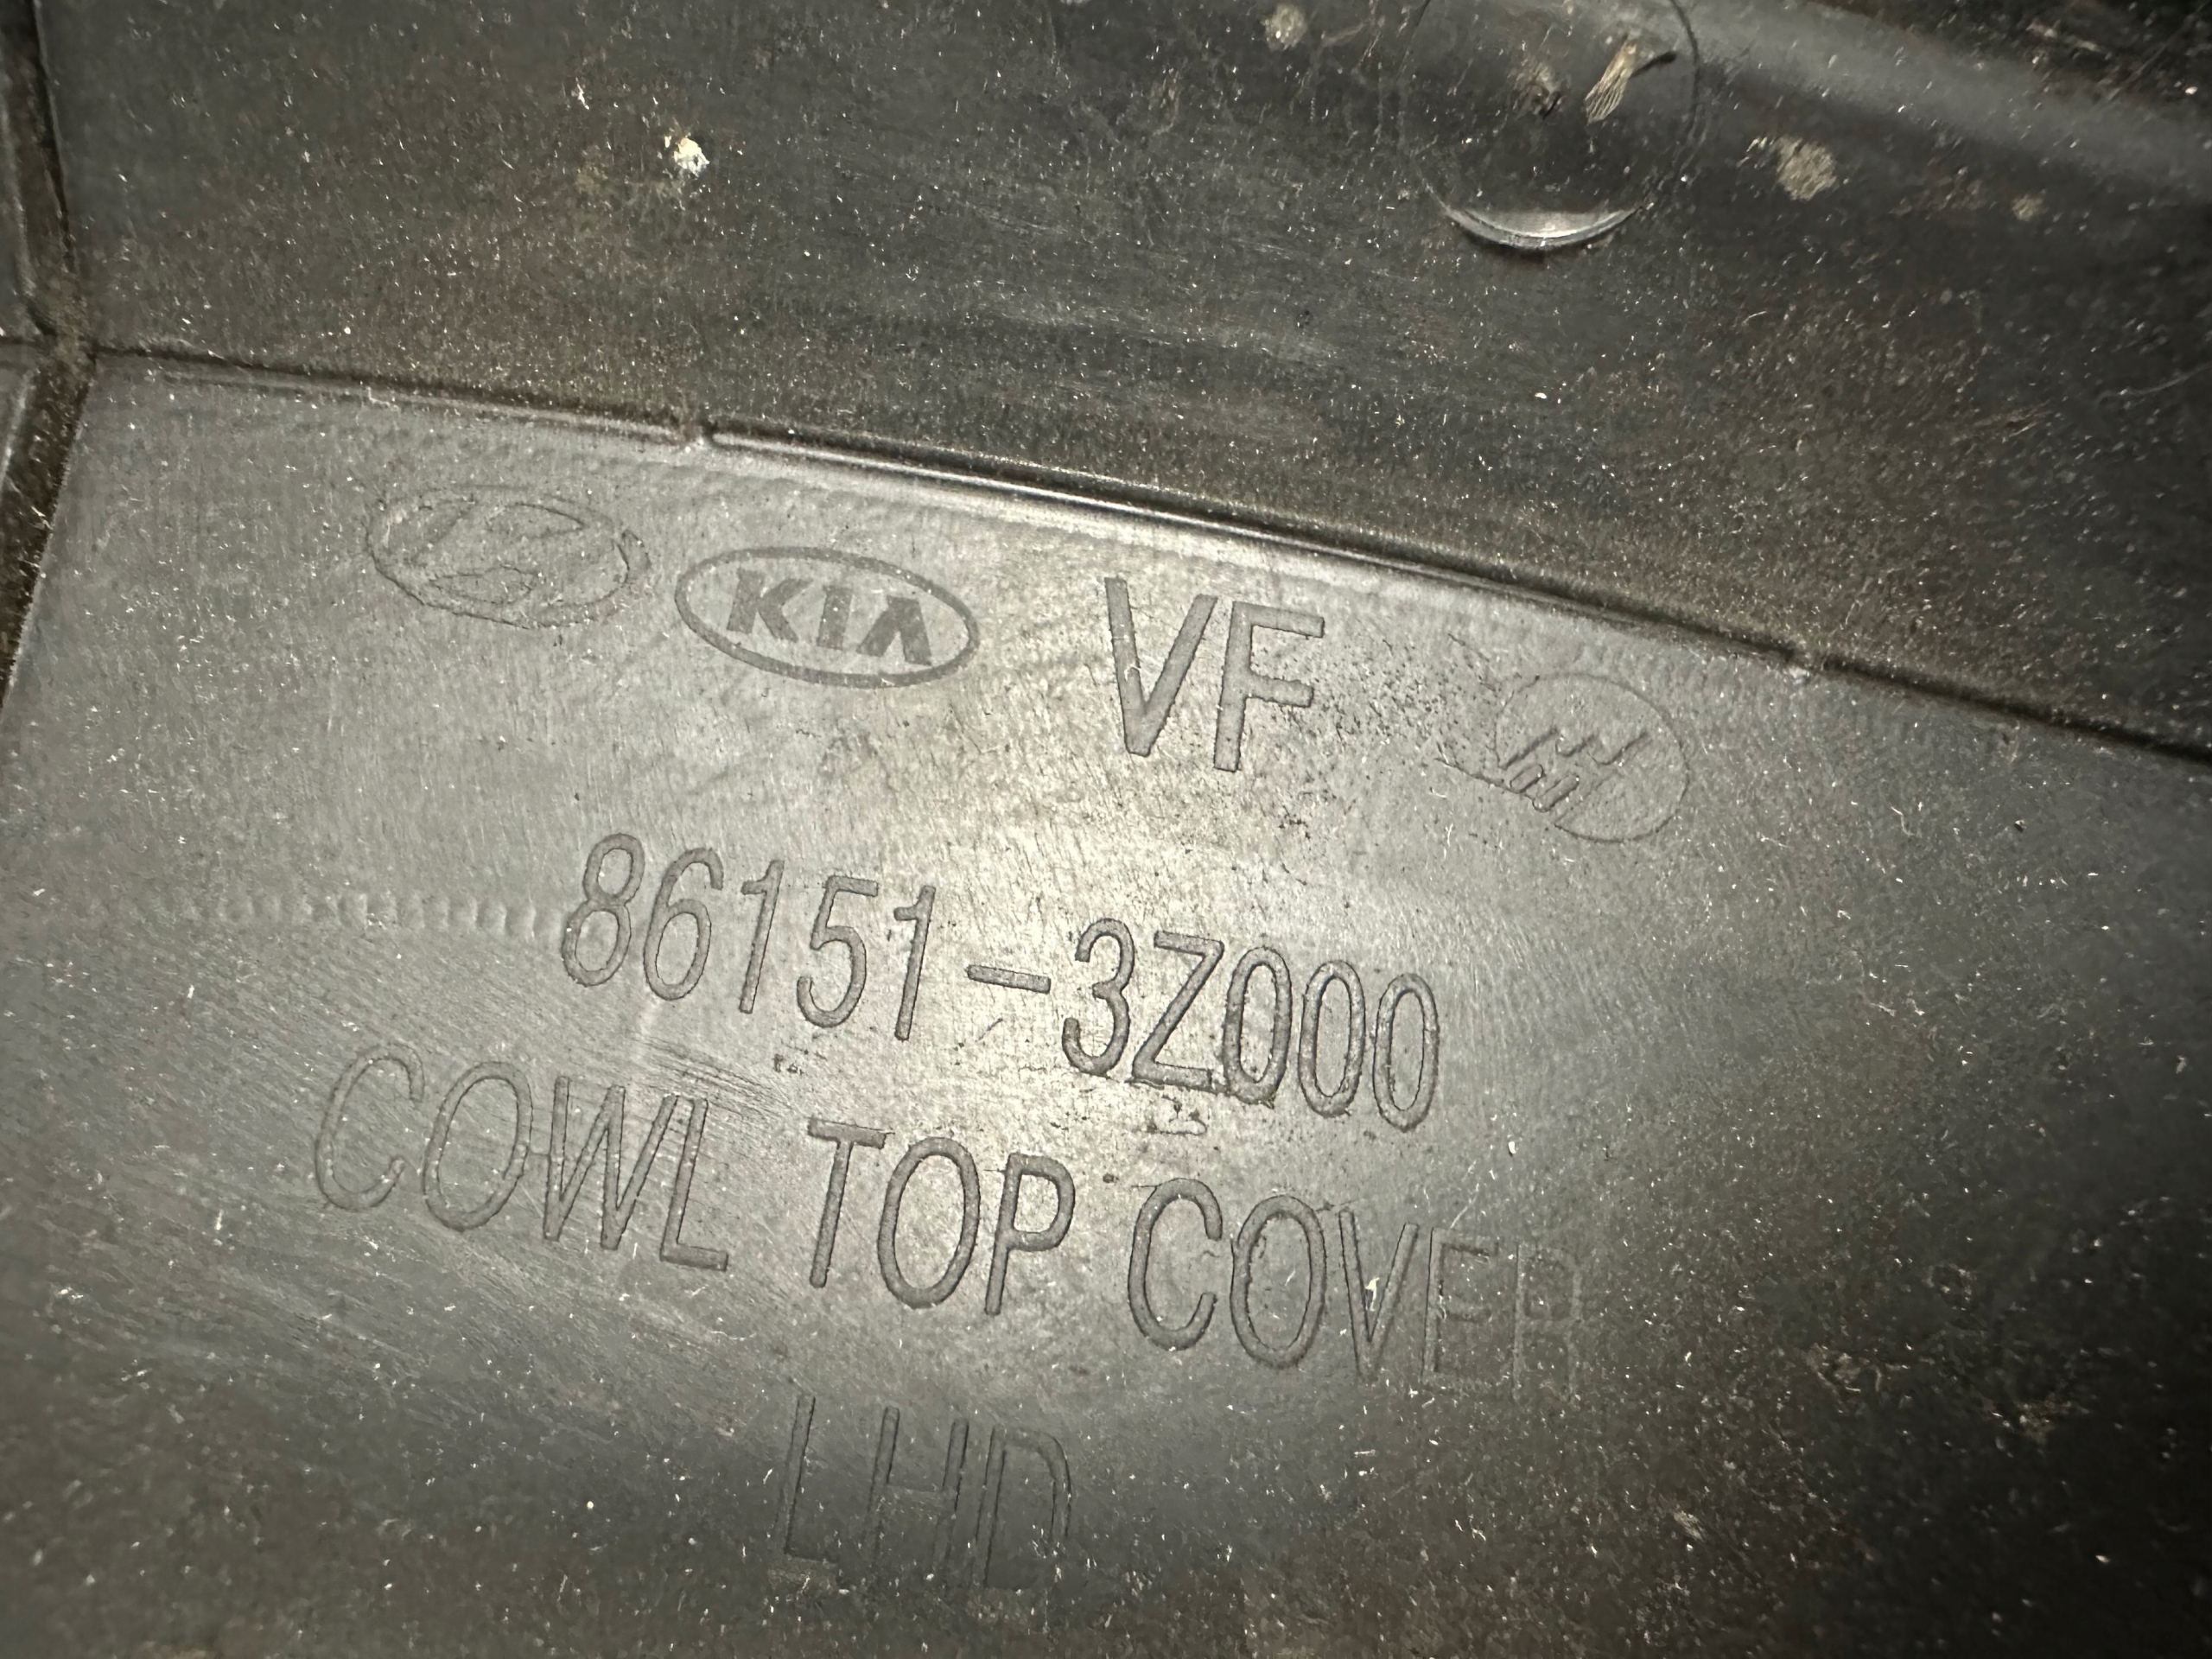 KIA VF
86151-3Z000
COWL TOP COVER
LHD